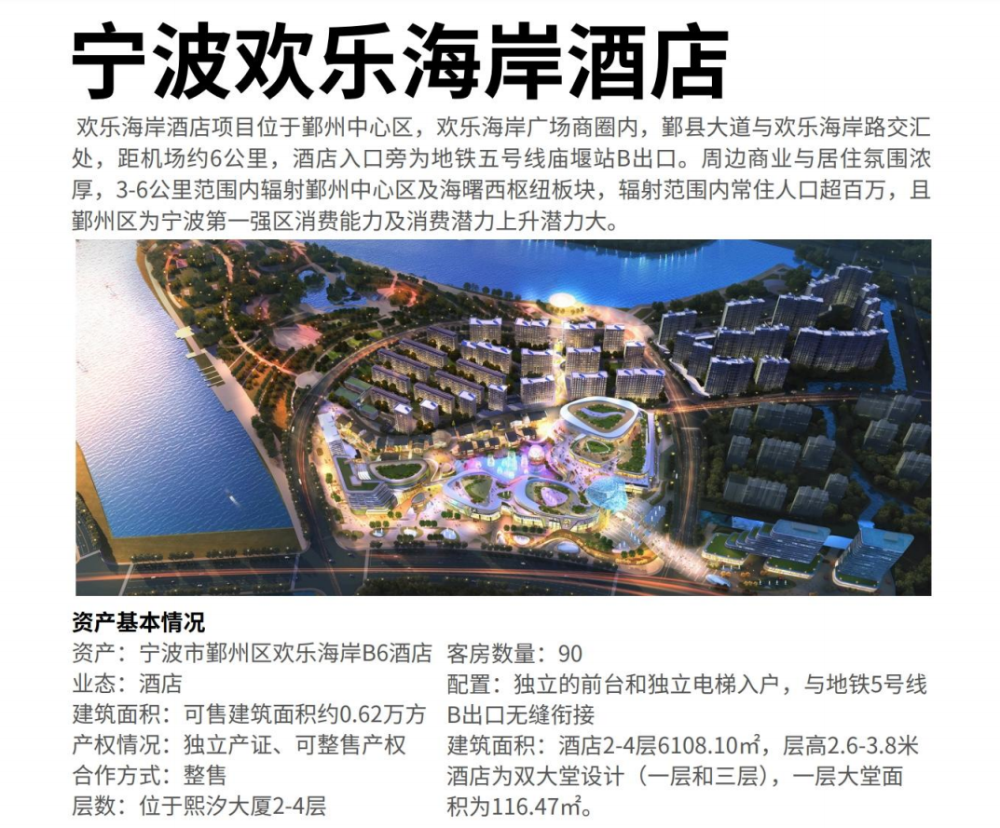 宁波欢乐海岸酒店
欢乐海岸酒店项目位于鄞州中心区，欢乐海岸广场商圈内，鄞县大道与欢乐海岸路交汇
处，距机场约6公里，酒店入口旁为地铁五号线庙堰站B出口。周边商业与居住氛围浓
厚，3-6公里范围内辐射鄞州中心区及海曙西枢纽板块，辐射范围内常住人口超百万，且
鄞州区为宁波第一强区消费能力及消费潜力上升潜力大。
资产基本情况
资产：宁波市鄞州区欢乐海岸B6酒店
业态：酒店
建筑面积：可售建筑面积约0.62万方
产权情况：独立产证、可整售产权
合作方式：整售
层数：位于熙汐大厦2-4层
客房数量：90
配置：独立的前台和独立电梯入户，与地铁5号线
B出口无缝衔接
建筑面积：酒店2-4层6108.10㎡，层高2.6-3.8米
酒店为双大堂设计（一层和三层），一层大堂面
积为116.47㎡。